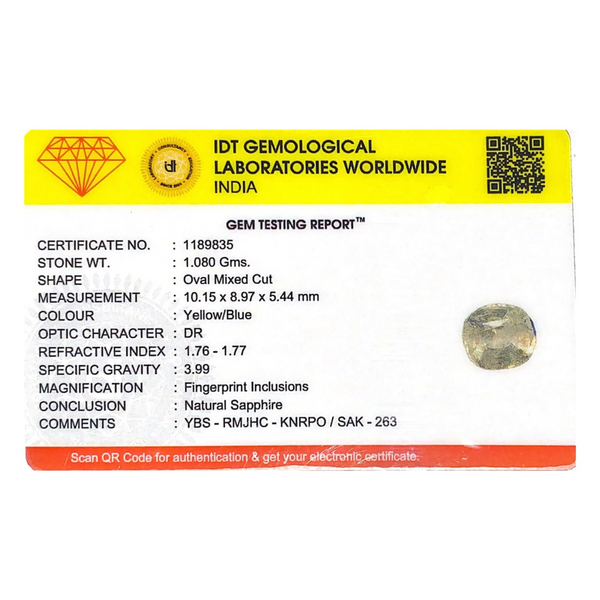 IDT GEMOLOGICAL
LABORATORIES WORLDWIDE
INDIA
idt
GEM TESTING REPORT™
CERTIFICATE NO. : 1189835
STONE WT. : 1.080 Gms.
SHAPE : Oval Mixed Cut
MEASUREMENT : 10.15 x 8.97 x 5.44 mm
COLOUR : Yellow/Blue
OPTIC CHARACTER : DR
REFRACTIVE INDEX : 1.76 - 1.77
SPECIFIC GRAVITY : 3.99
MAGNIFICATION : Fingerprint Inclusions
CONCLUSION : Natural Sapphire
COMMENTS : YBS - RMJHC - KNRPO / SAK - 263
Scan QR Code for authentication & get your electronic certificate.